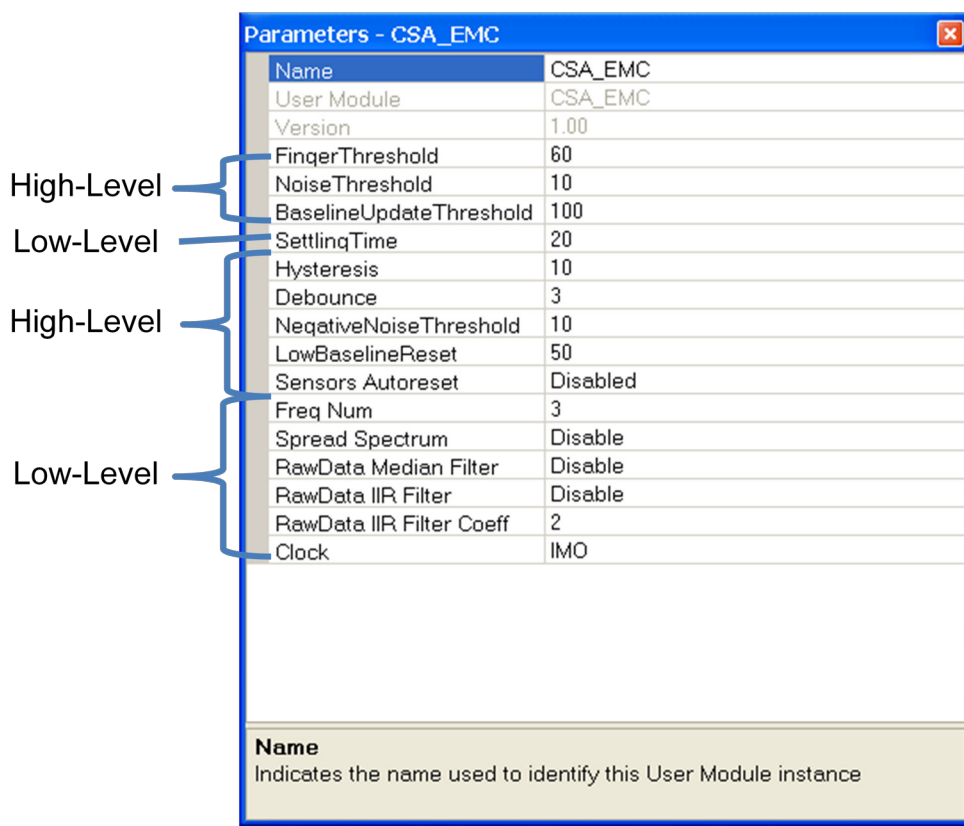 Parameters - CSA_EMC
Name CSA_EMC
User Module CSA_EMC
Version 1.00
FingerThreshold 60
High-Level NoiseThreshold 10
BaselineUpdateThreshold 100
Low-Level SettlingTime 20
Hysteresis 10
Debounce 3
High-Level NegativeNoiseThreshold 10
LowBaselineReset 50
Sensors Autoreset Disabled
Freq Num 3
Spread Spectrum Disable
Low-Level RawData Median Filter Disable
RawData IIR Filter Disable
RawData IIR Filter Coeff 2
Clock IMO
Name
Indicates the name used to identify this User Module instance